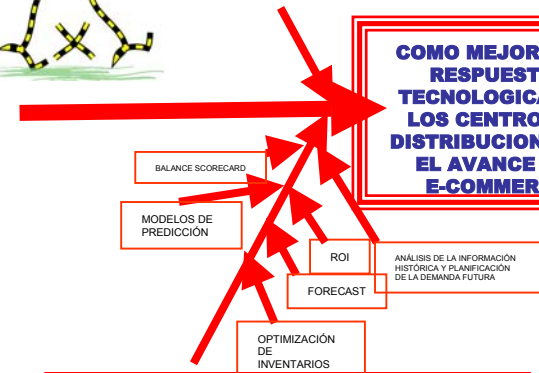 COMO MEJOR
RESPUEST
TECNOLOGIC
LOS CENTRO
DISTRIBUCION
EL AVANCE
E-COMMER
BALANCE SCORECARD
MODELOS DE
PREDICCIÓN
ROI
ANÁLISIS DE LA INFORMACIÓN
HISTÓRICA Y PLANIFICACIÓN
DE LA DEMANDA FUTURA
FORECAST
OPTIMIZACIÓN
DE
INVENTARIOS